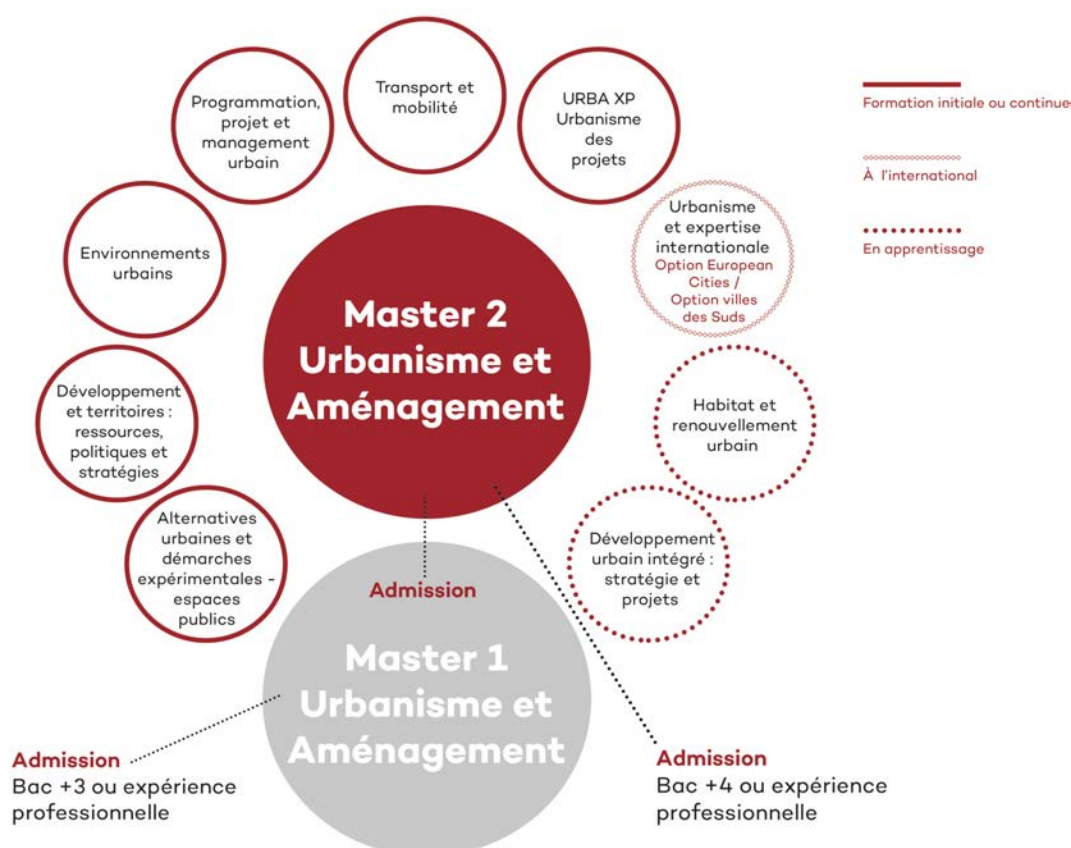 Transport et
mobilité
Programmation,
projet et
management
urbain
URBA XP
Urbanisme
des
projets
Formation initiale ou continue
À l'international
En apprentissage
Environnements
urbains
Urbanisme
et expertise
internationale
Option European
Cities /
Option villes
des Suds
Master 2
Urbanisme et
Aménagement
Développement
et territoires :
ressources,
politiques et
stratégies
Habitat et
renouvellement
urbain
Alternatives
urbaines et
démarches
expérimentales -
espaces
publics
Développement
urbain intégré :
stratégie et
projets
Admission
Master 1
Urbanisme et
Aménagement
Admission
Bac +3 ou expérience
professionnelle
Admission
Bac +4 ou expérience
professionnelle